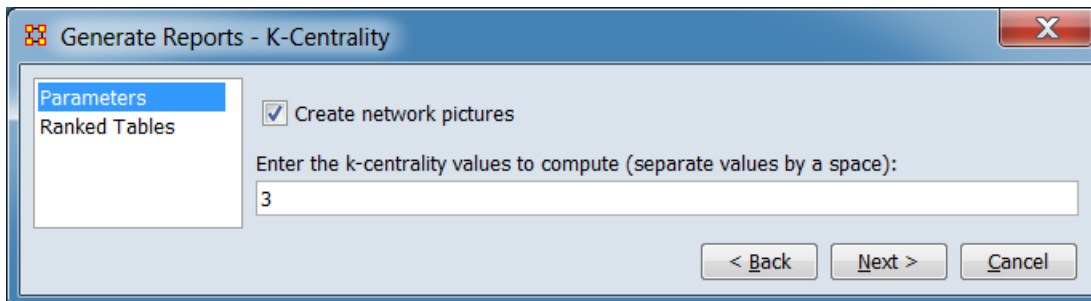 Generate Reports - K-Centrality
X
Parameters
Ranked Tables
Create network pictures
Enter the k-centrality values to compute (separate values by a space):
3
< Back Next > Cancel